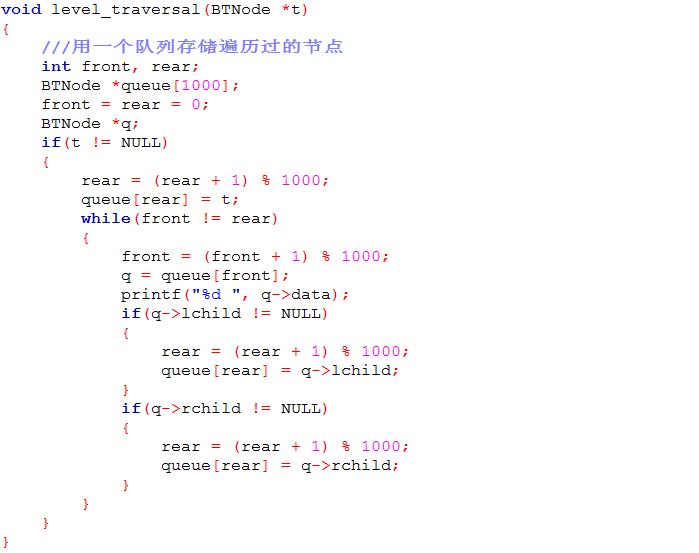 void level_traversal(BTNode *t)
{
    ///用一个队列存储遍历过的节点
    int front, rear;
    BTNode *queue[1000];
    front = rear = 0;
    BTNode *q;
    if(t != NULL)
    {
        rear = (rear + 1) % 1000;
        queue[rear] = t;
        while(front != rear)
        {
            front = (front + 1) % 1000;
            q = queue[front];
            printf("%d ", q->data);
            if(q->lchild != NULL)
            {
                rear = (rear + 1) % 1000;
                queue[rear] = q->lchild;
            }
            if(q->rchild != NULL)
            {
                rear = (rear + 1) % 1000;
                queue[rear] = q->rchild;
            }
        }
    }
}